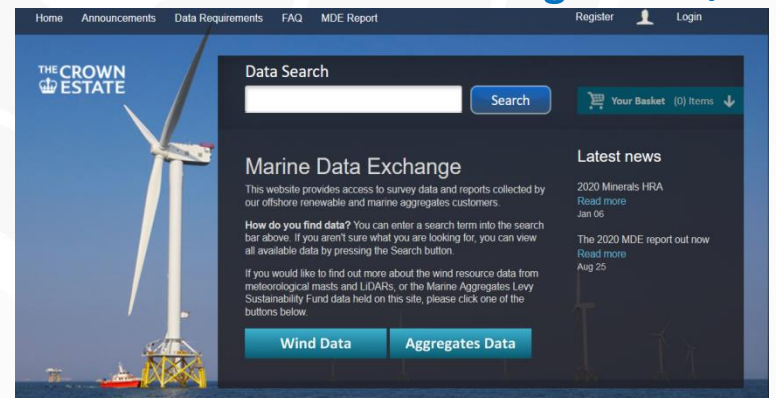 Home Announcements Data Requirements FAQ MDE Report Register Login
THE CROWN
ESTATE
Data Search
Search
Your Basket (0) Items
Marine Data Exchange
This website provides access to survey data and reports collected by
our offshore renewable and marine aggregates customers.
How do you find data? You can enter a search term into the search
bar above. If you aren't sure what you are looking for, you can view
all available data by pressing the Search button.
If you would like to find out more about the wind resource data from
meteorological masts and LiDARs, or the Marine Aggregates Levy
Sustainability Fund data held on this site, please click one of the
buttons below.
Wind Data Aggregates Data
Latest news
2020 Minerals HRA
Read more
Jan 06
The 2020 MDE report out now
Read more
Aug 25